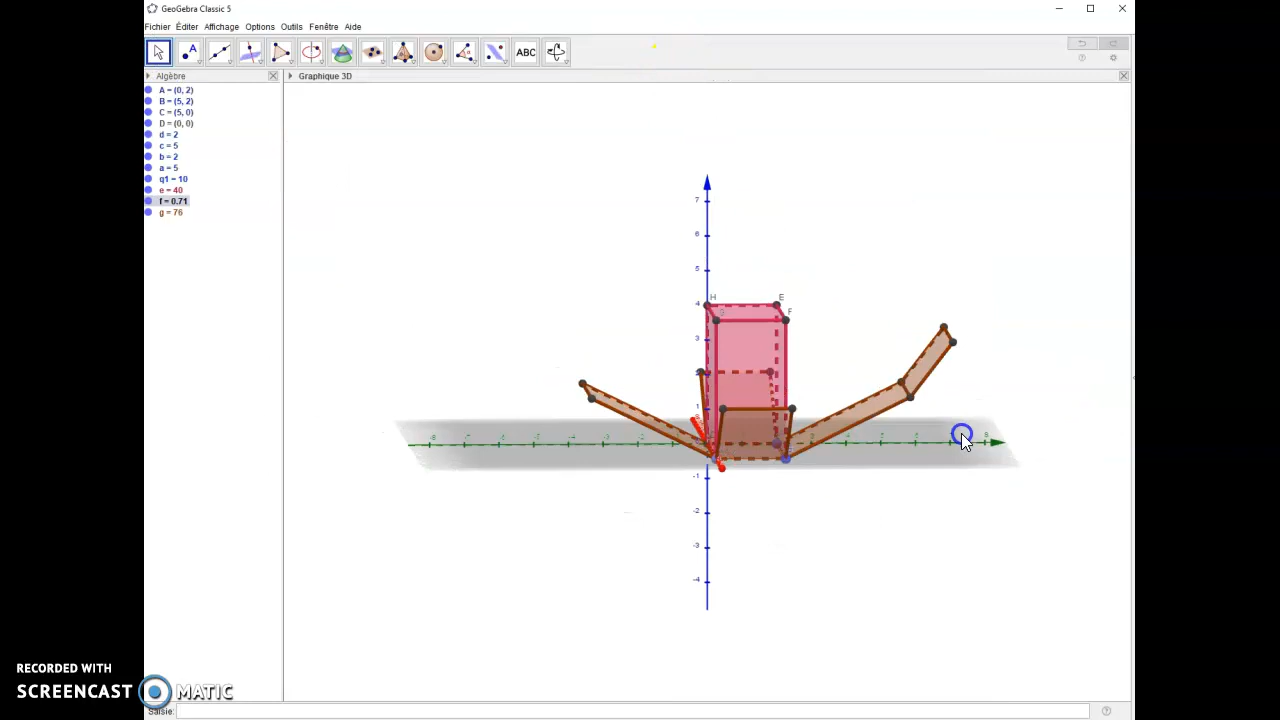 GeoGebra Classic 5
Fichier Éditer Affichage Options Outils Fenêtre Aide
ABC
Algèbre
Graphique 3D
A = (0, 2)
B = (5, 2)
C = (5, 0)
D = (0, 0)
d = 2
c = 5
b = 2
a = 5
q1 = 10
e = 40
f = 0.71
g = 76
7
6
5
4
3
1
-1
-2
-3
-4
H E
G F
RECORDED WITH
SCREENCAST MATIC
Saisie: